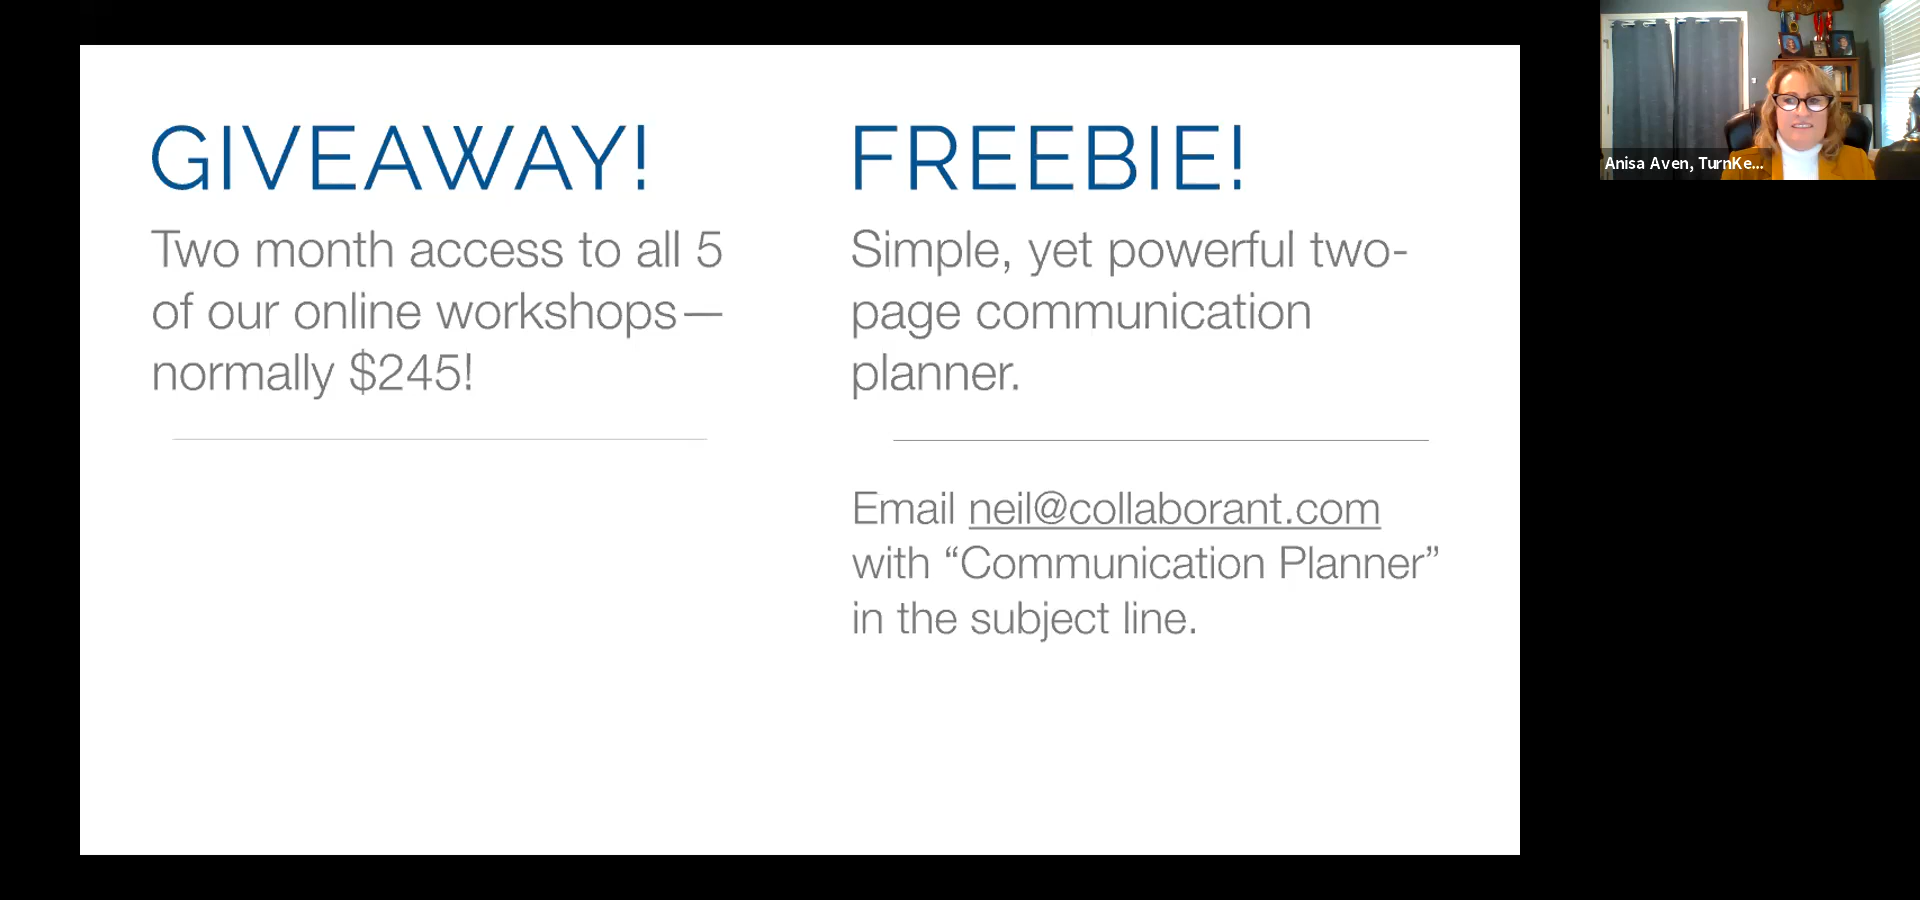 GIVEAWAY!
Two month access to all 5
of our online workshops—
normally $245!
FREEBIE!
Simple, yet powerful two-
page communication
planner.
Email neil@collaborant.com
with “Communication Planner”
in the subject line.
Anisa Aven, TurnKe...